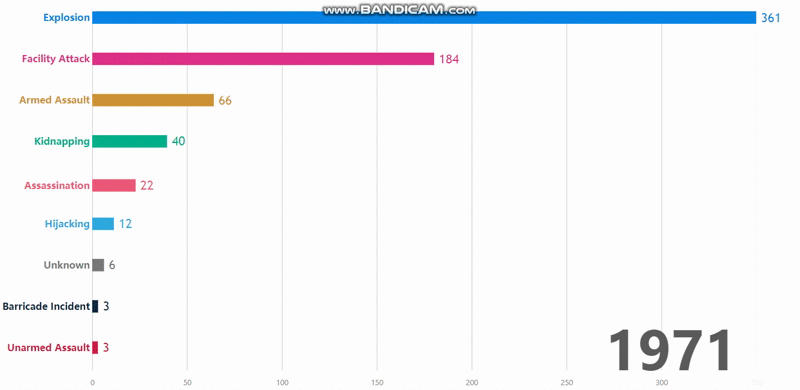 www.BANDICAM.com
Explosion 361
Facility Attack 184
Armed Assault 66
Kidnapping 40
Assassination 22
Hijacking 12
Unknown 6
Barricade Incident 3
Unarmed Assault 3
1971
0 50 100 150 200 250 300